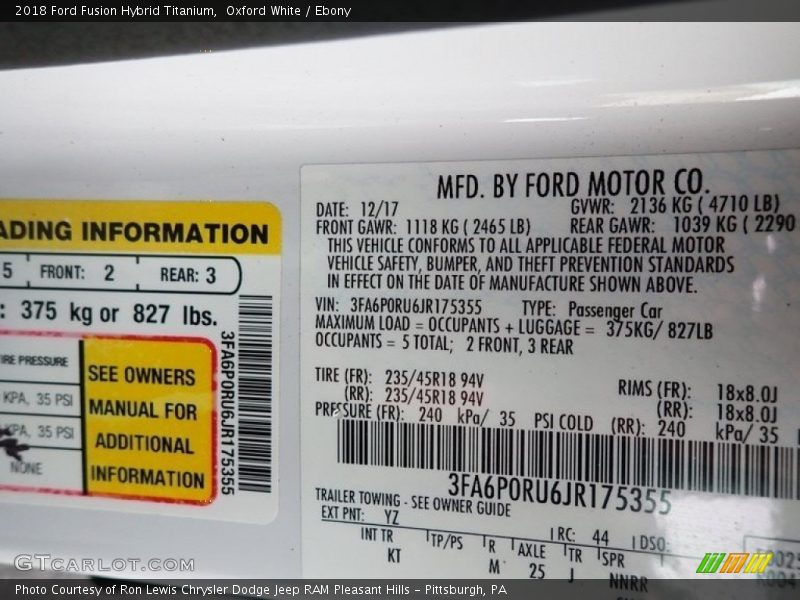 2018 Ford Fusion Hybrid Titanium,  Oxford White / Ebony
ADING INFORMATION
5 FRONT: 2 REAR: 3
: 375 kg or 827 lbs.
IRE PRESSURE
KPA, 35 PSI
KPA, 35 PSI
NONE
SEE OWNERS
MANUAL FOR
ADDITIONAL
INFORMATION
3FA6P0RU6JR175355
MFD. BY FORD MOTOR CO.
DATE: 12/17 GVWR: 2136 KG ( 4710 LB)
FRONT GAWR: 1118 KG ( 2465 LB) REAR GAWR: 1039 KG ( 2290
THIS VEHICLE CONFORMS TO ALL APPLICABLE FEDERAL MOTOR
VEHICLE SAFETY, BUMPER, AND THEFT PREVENTION STANDARDS
IN EFFECT ON THE DATE OF MANUFACTURE SHOWN ABOVE.
VIN: 3FA6P0RU6JR175355 TYPE: Passenger Car
MAXIMUM LOAD = OCCUPANTS + LUGGAGE = 375KG/ 827LB
OCCUPANTS = 5 TOTAL; 2 FRONT, 3 REAR
TIRE (FR): 235/45R18 94V RIMS (FR): 18x8.0J
(RR): 235/45R18 94V (RR): 18x8.0J
PRESSURE (FR): 240 kPa/ 35 PSI COLD (RR): 240 kPa/ 35
3FA6P0RU6JR175355
TRAILER TOWING - SEE OWNER GUIDE
EXT PNT: YZ RC: 44 DSO:
INT TR TP/PS R AXLE TR SPR
KT M 25 J NNRR
GTCarLot.com
Photo Courtesy of Ron Lewis Chrysler Dodge Jeep RAM Pleasant Hills - Pittsburgh, PA